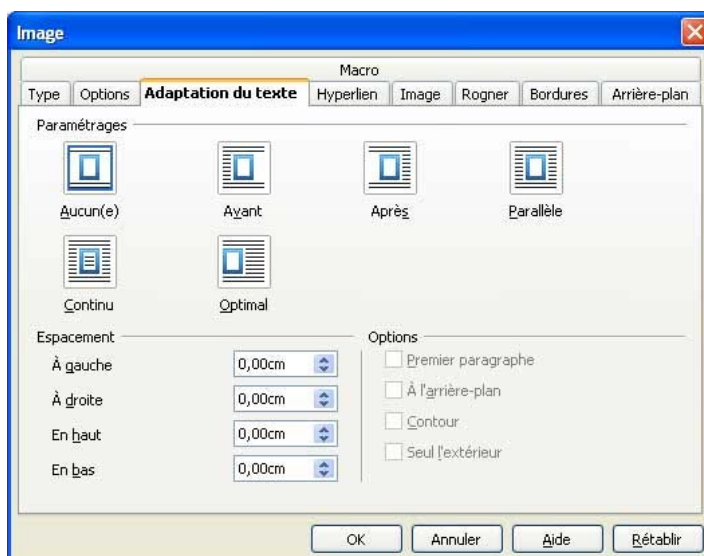 Image
Macro
Type Options Adaptation du texte Hyperlien Image Rogner Bordures Arrière-plan
Paramétrages
Aucun(e) Avant Après Parallèle
Continu Optimal
Espacement Options
À gauche 0,00cm Premier paragraphe
À droite 0,00cm À l'arrière-plan
En haut 0,00cm Contour
En bas 0,00cm Seul l'extérieur
OK Annuler Aide Rétablir